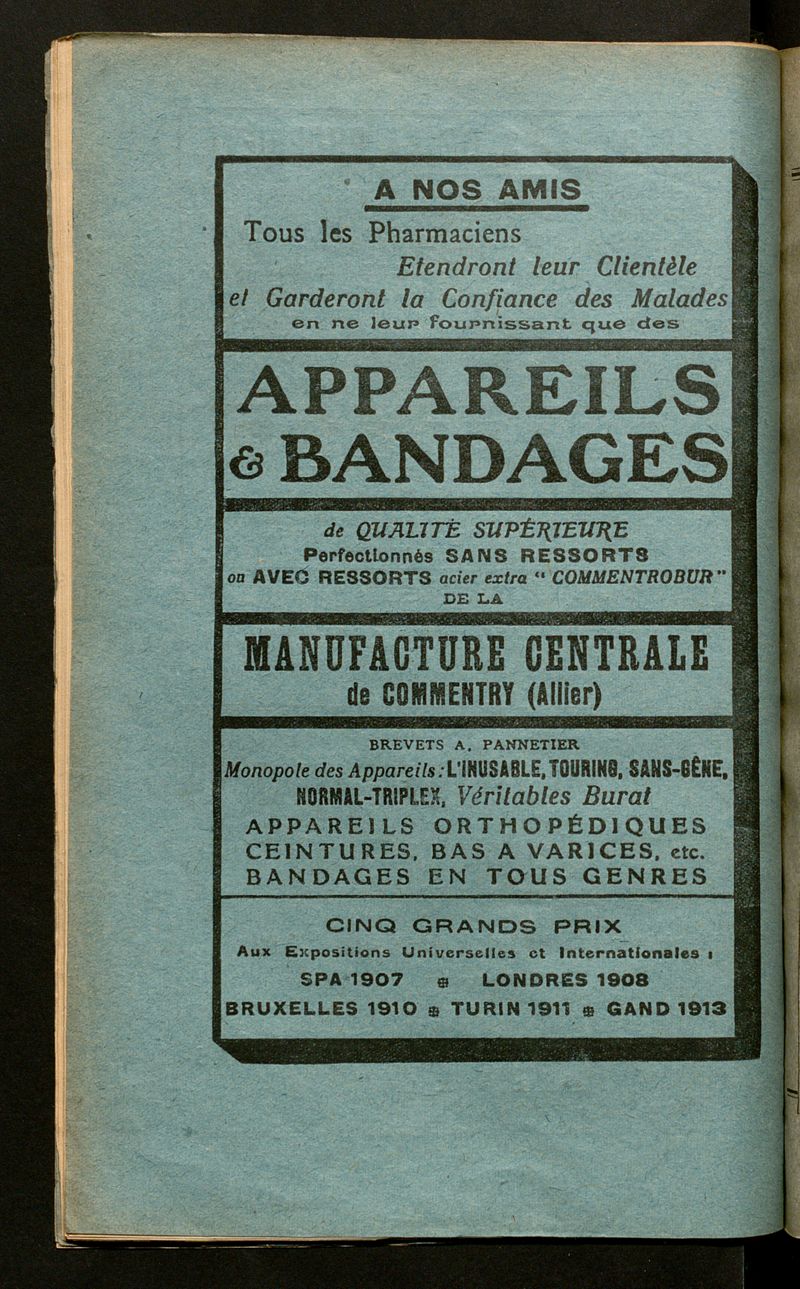 A NOS AMIS
Tous les Pharmaciens
Etendront leur Clientèle
et Garderont la Confiance des Malades
en ne leur fournissant que des
APPAREILS
& BANDAGES
de QUALITÉ SUPÉRIEURE
Perfectionnés SANS RESSORTS
ou AVEC RESSORTS acier extra “ COMMENTROBUR ”
DE LA
MANUFACTURE CENTRALE
de COMMENTRY (Allier)
BREVETS A. PANNETIER
Monopole des Appareils : L'INUSABLE, TOURING, SANS-GÊNE,
NORMAL-TRIPLEX, Véritables Burat
APPAREILS ORTHOPÉDIQUES
CEINTURES, BAS A VARICES, etc.
BANDAGES EN TOUS GENRES
CINQ GRANDS PRIX
Aux Expositions Universelles et Internationales :
SPA 1907 LONDRES 1908
BRUXELLES 1910 TURIN 1911 GAND 1913